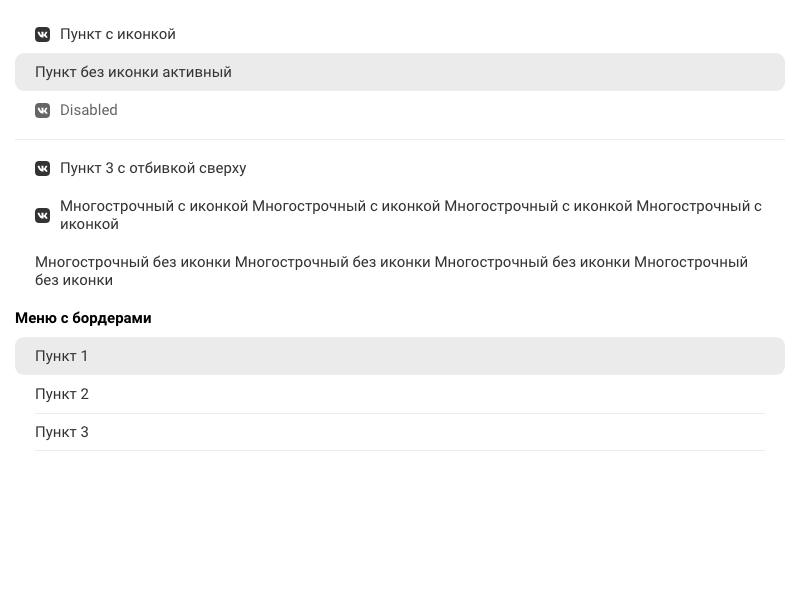 Пункт с иконкой
Пункт без иконки активный
Disabled
Пункт 3 с отбивкой сверху
Многострочный с иконкой Многострочный с иконкой Многострочный с иконкой Многострочный с
иконкой
Многострочный без иконки Многострочный без иконки Многострочный без иконки Многострочный
без иконки
Меню с бордерами
Пункт 1
Пункт 2
Пункт 3